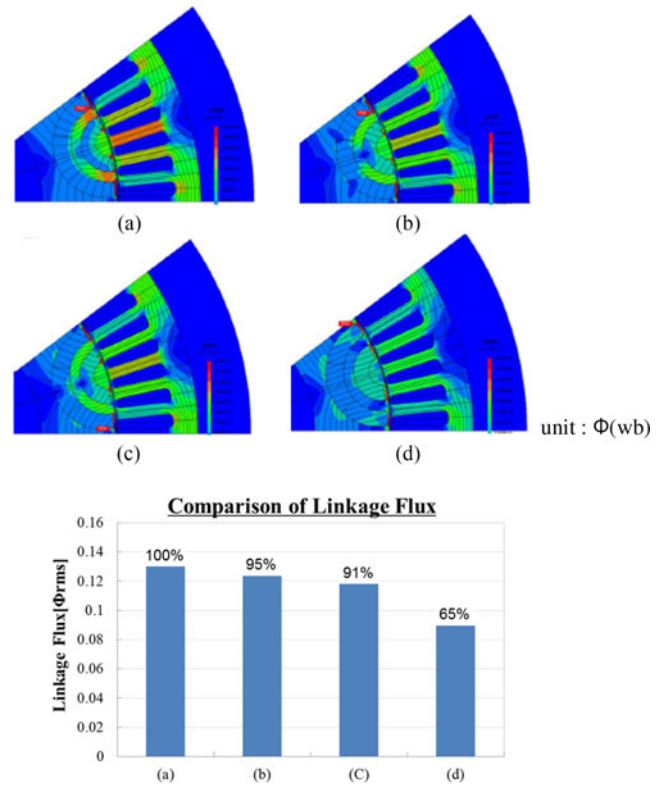 (a) (b)
(c) (d)
unit : Φ(wb)
Comparison of Linkage Flux
Linkage Flux[Φrms]
0.16
0.14
0.12
0.1
0.08
0.06
0.04
0.02
0
100%
95%
91%
65%
(a) (b) (C) (d)